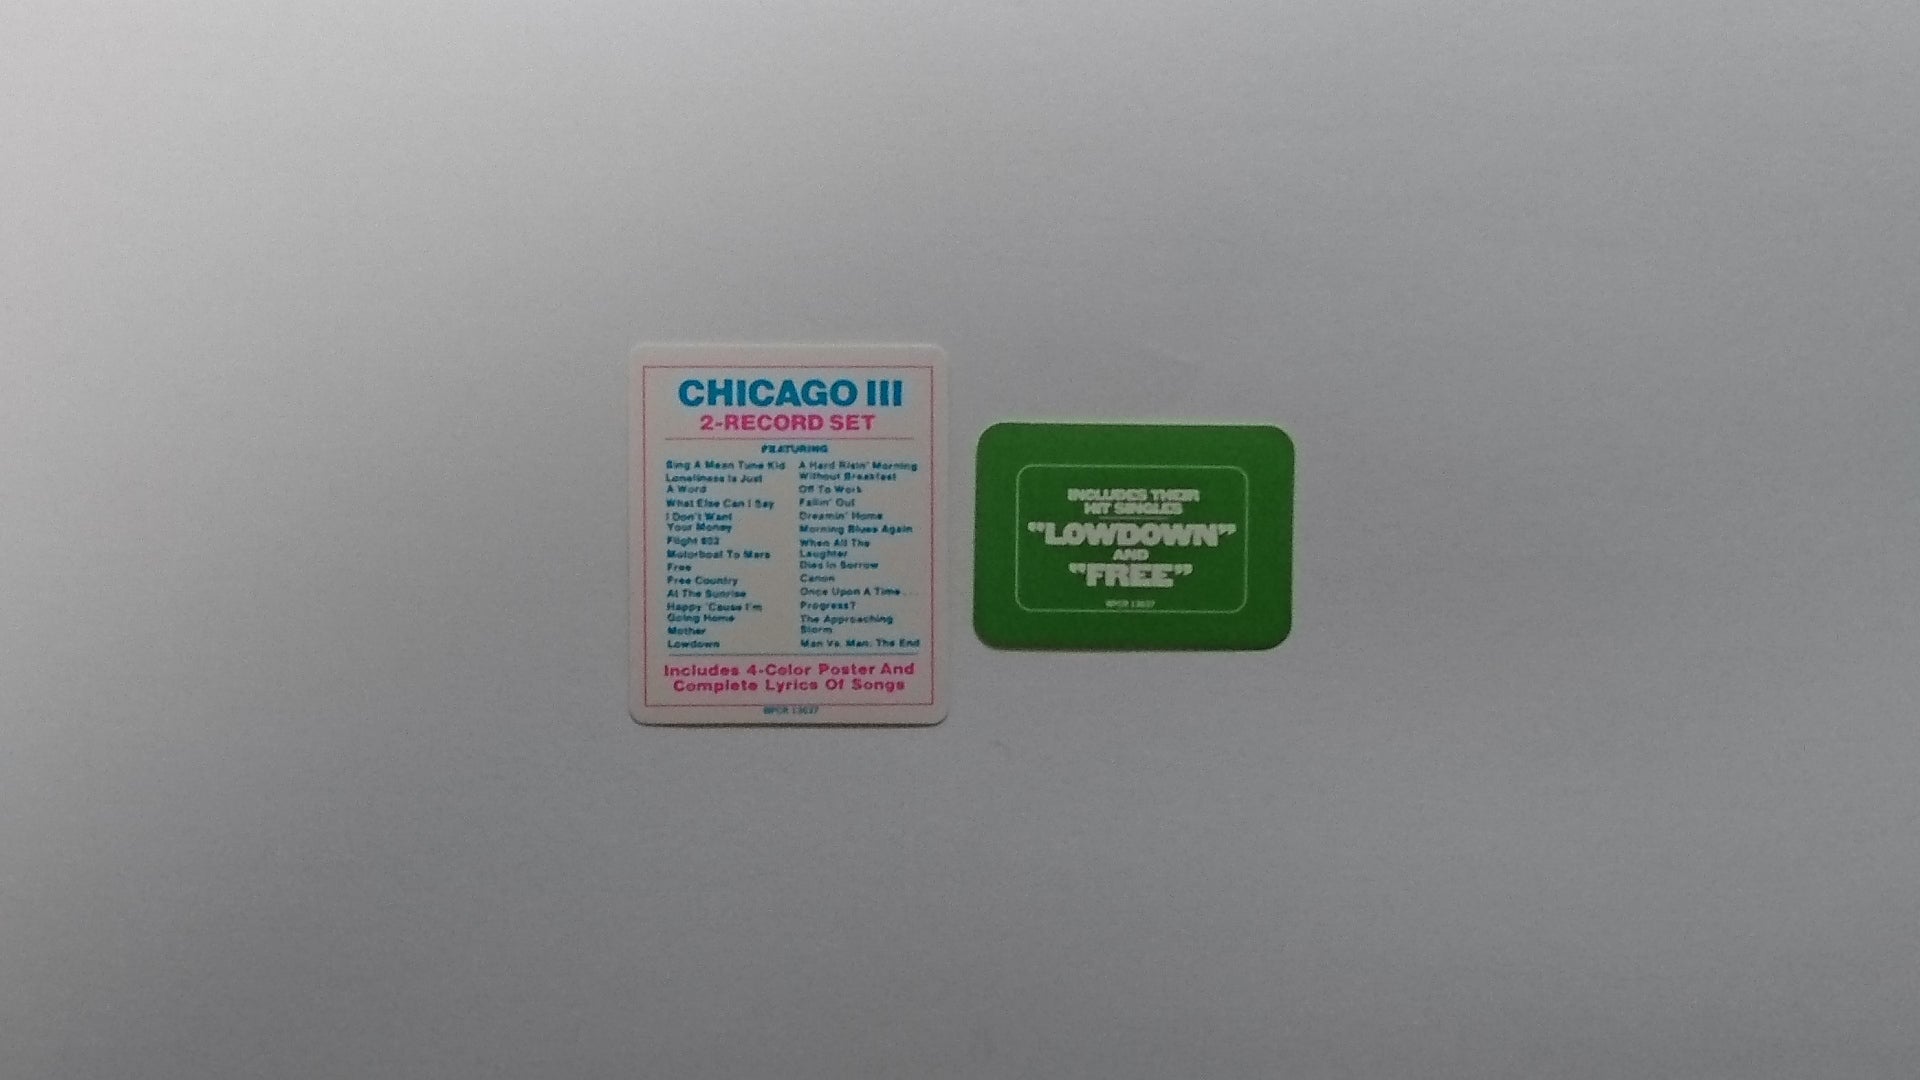 CHICAGO III
2-RECORD SET
FEATURING
Sing A Mean Tune Kid
Loneliness Is Just
A Word
What Else Can I Say
I Don't Want
Your Money
Flight 602
Motorboat To Mars
Free
Free Country
At The Sunrise
Happy 'Cause I'm
Going Home
Mother
Lowdown
A Hard Risin' Morning
Without Breakfast
Off To Work
Fallin' Out
Dreamin' Home
Morning Blues Again
When All The
Laughter
Dies In Sorrow
Canon
Once Upon A Time . . .
Progress?
The Approaching
Storm
Man Vs. Man: The End
Includes 4-Color Poster And
Complete Lyrics Of Songs
WPCR 13637
INCLUDES THEIR
HIT SINGLES
"LOWDOWN"
AND
"FREE"
WPCR 13637